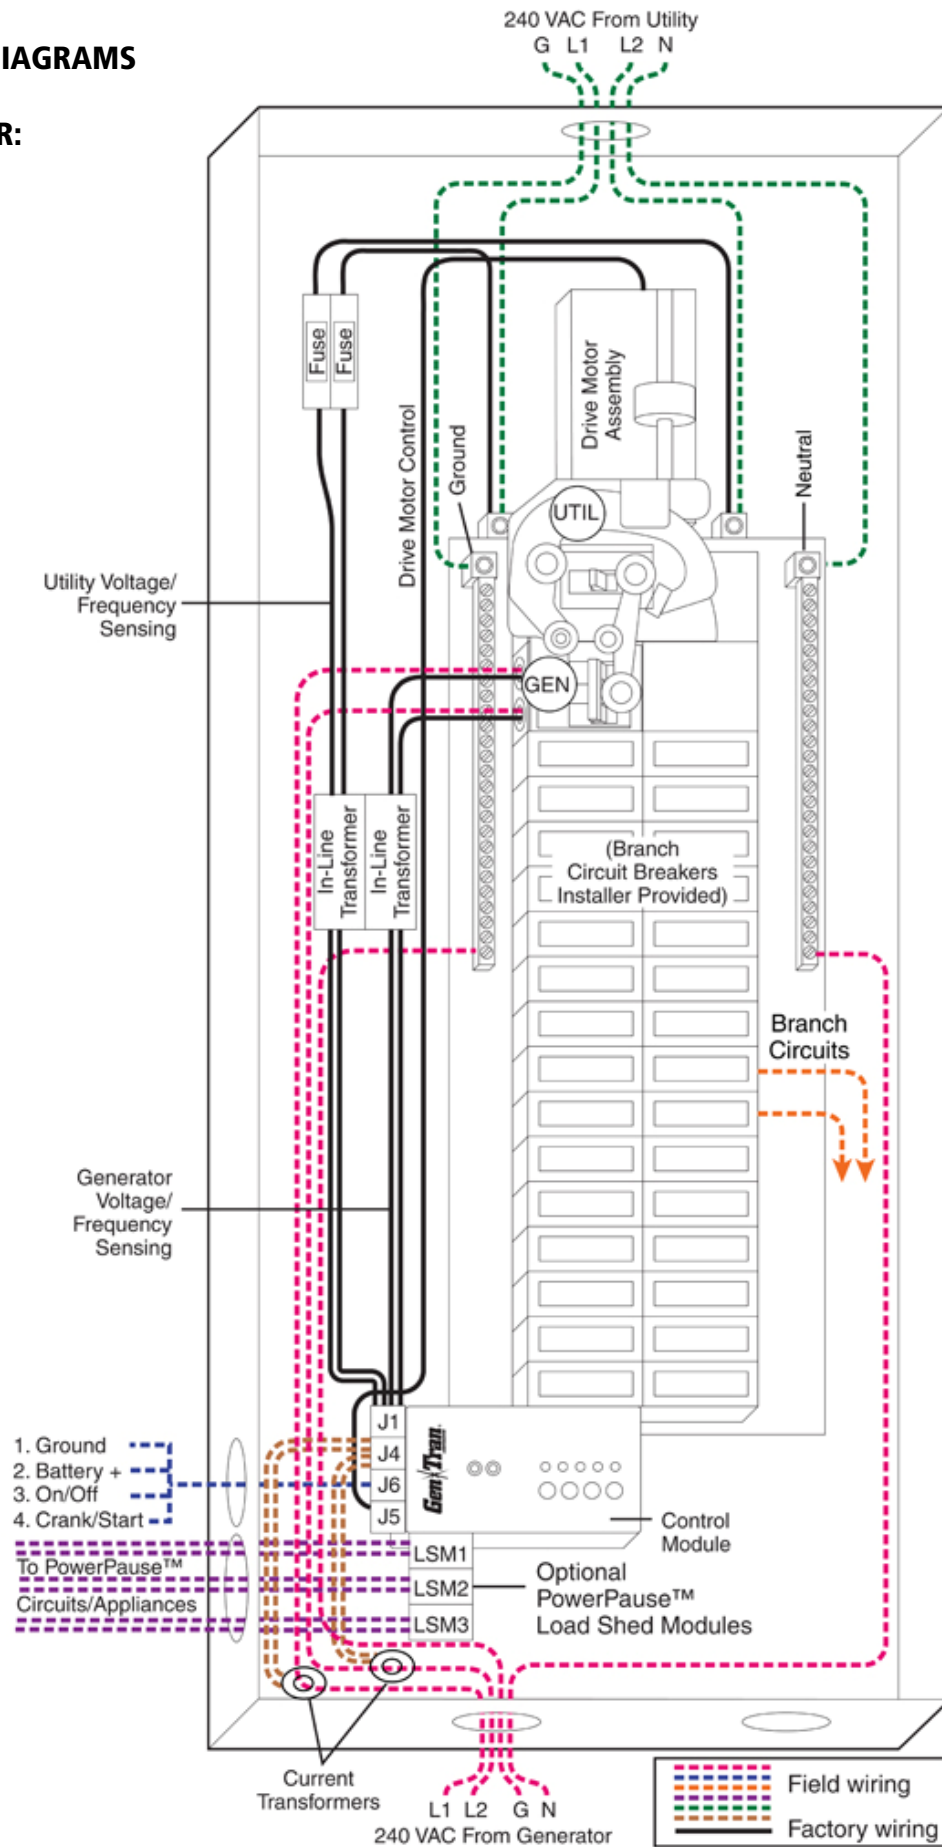 IAGRAMS
R:
240 VAC From Utility
G L1 L2 N
Fuse
Fuse
Drive Motor
Assembly
Drive Motor Control
Ground
Neutral
UTIL
Utility Voltage/
Frequency
Sensing
GEN
In-Line
Transformer
In-Line
Transformer
(Branch
Circuit Breakers
Installer Provided)
Branch
Circuits
Generator
Voltage/
Frequency
Sensing
J1
J4
J6
J5
GenTran
1. Ground
2. Battery +
3. On/Off
4. Crank/Start
Control
Module
To PowerPause™
Circuits/Appliances
LSM1
LSM2
LSM3
Optional
PowerPause™
Load Shed Modules
Current
Transformers
L1 L2 G N
240 VAC From Generator
Field wiring
Factory wiring